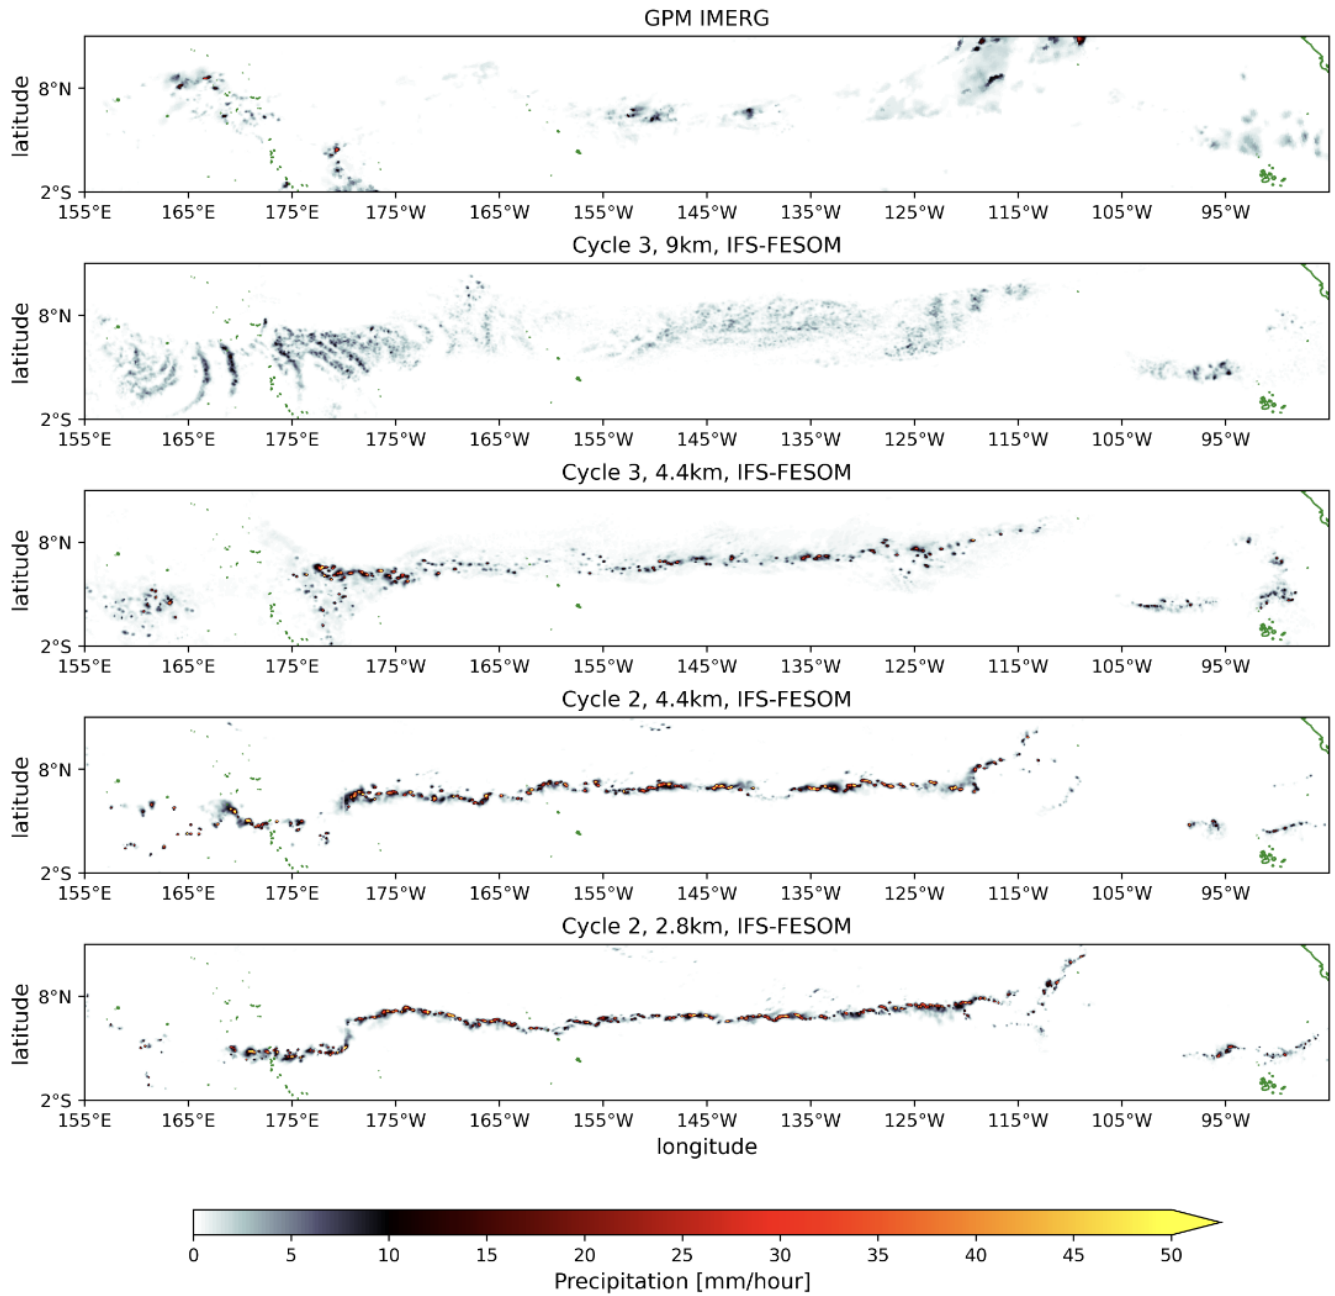 GPM IMERG
latitude
8°N
2°S
155°E 165°E 175°E 175°W 165°W 155°W 145°W 135°W 125°W 115°W 105°W 95°W
Cycle 3, 9km, IFS-FESOM
latitude
8°N
2°S
155°E 165°E 175°E 175°W 165°W 155°W 145°W 135°W 125°W 115°W 105°W 95°W
Cycle 3, 4.4km, IFS-FESOM
latitude
8°N
2°S
155°E 165°E 175°E 175°W 165°W 155°W 145°W 135°W 125°W 115°W 105°W 95°W
Cycle 2, 4.4km, IFS-FESOM
latitude
8°N
2°S
155°E 165°E 175°E 175°W 165°W 155°W 145°W 135°W 125°W 115°W 105°W 95°W
Cycle 2, 2.8km, IFS-FESOM
latitude
8°N
2°S
155°E 165°E 175°E 175°W 165°W 155°W 145°W 135°W 125°W 115°W 105°W 95°W
longitude
0 5 10 15 20 25 30 35 40 45 50
Precipitation [mm/hour]